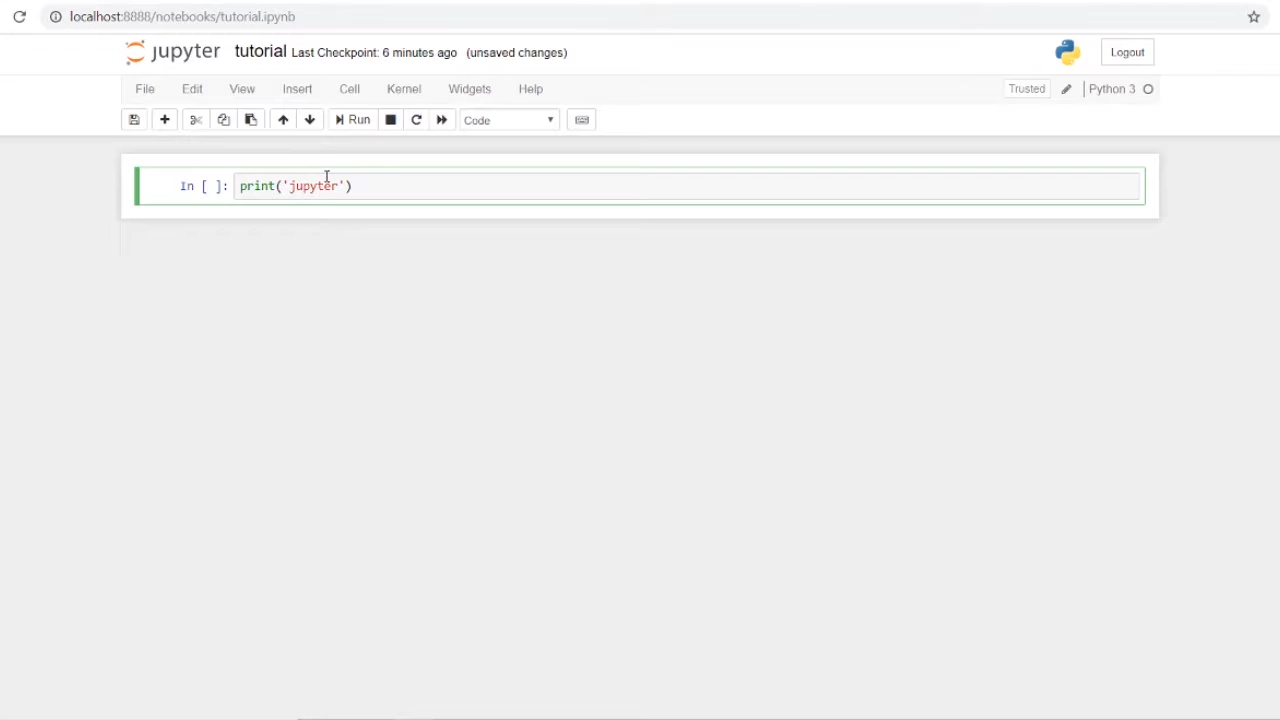 localhost:8888/notebooks/tutorial.ipynb
jupyter tutorial Last Checkpoint: 6 minutes ago (unsaved changes) Logout
File Edit View Insert Cell Kernel Widgets Help Trusted Python 3
Run Code
In [ ]: print('jupyter')